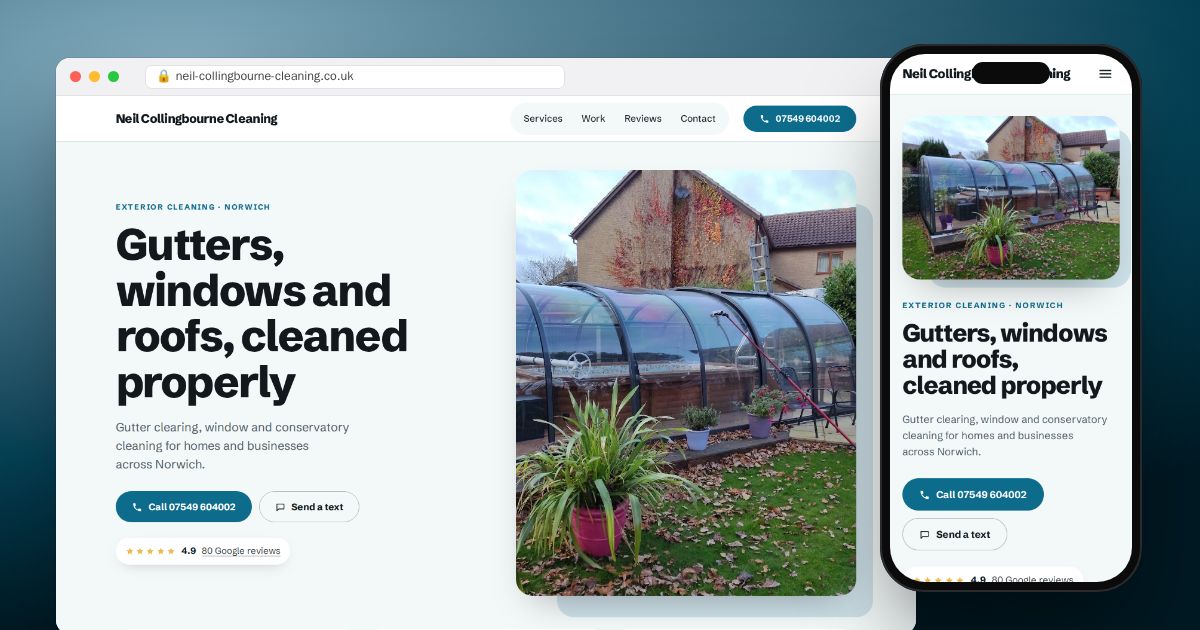 neil-collingbourne-cleaning.co.uk
Neil Collingbourne Cleaning
Services
Work
Reviews
Contact
07549 604002
EXTERIOR CLEANING · NORWICH
Gutters,
windows and
roofs, cleaned
properly
Gutter clearing, window and conservatory
cleaning for homes and businesses
across Norwich.
Call 07549 604002
Send a text
★★★★★ 4.9 80 Google reviews
Neil
EXTERIOR CLEANING · NORWICH
Gutters, windows
and roofs,
cleaned properly
Gutter clearing, window and conservatory
cleaning for homes and businesses
across Norwich.
Call 07549 604002
Send a text
★★★★★ 4.9 80 Google reviews